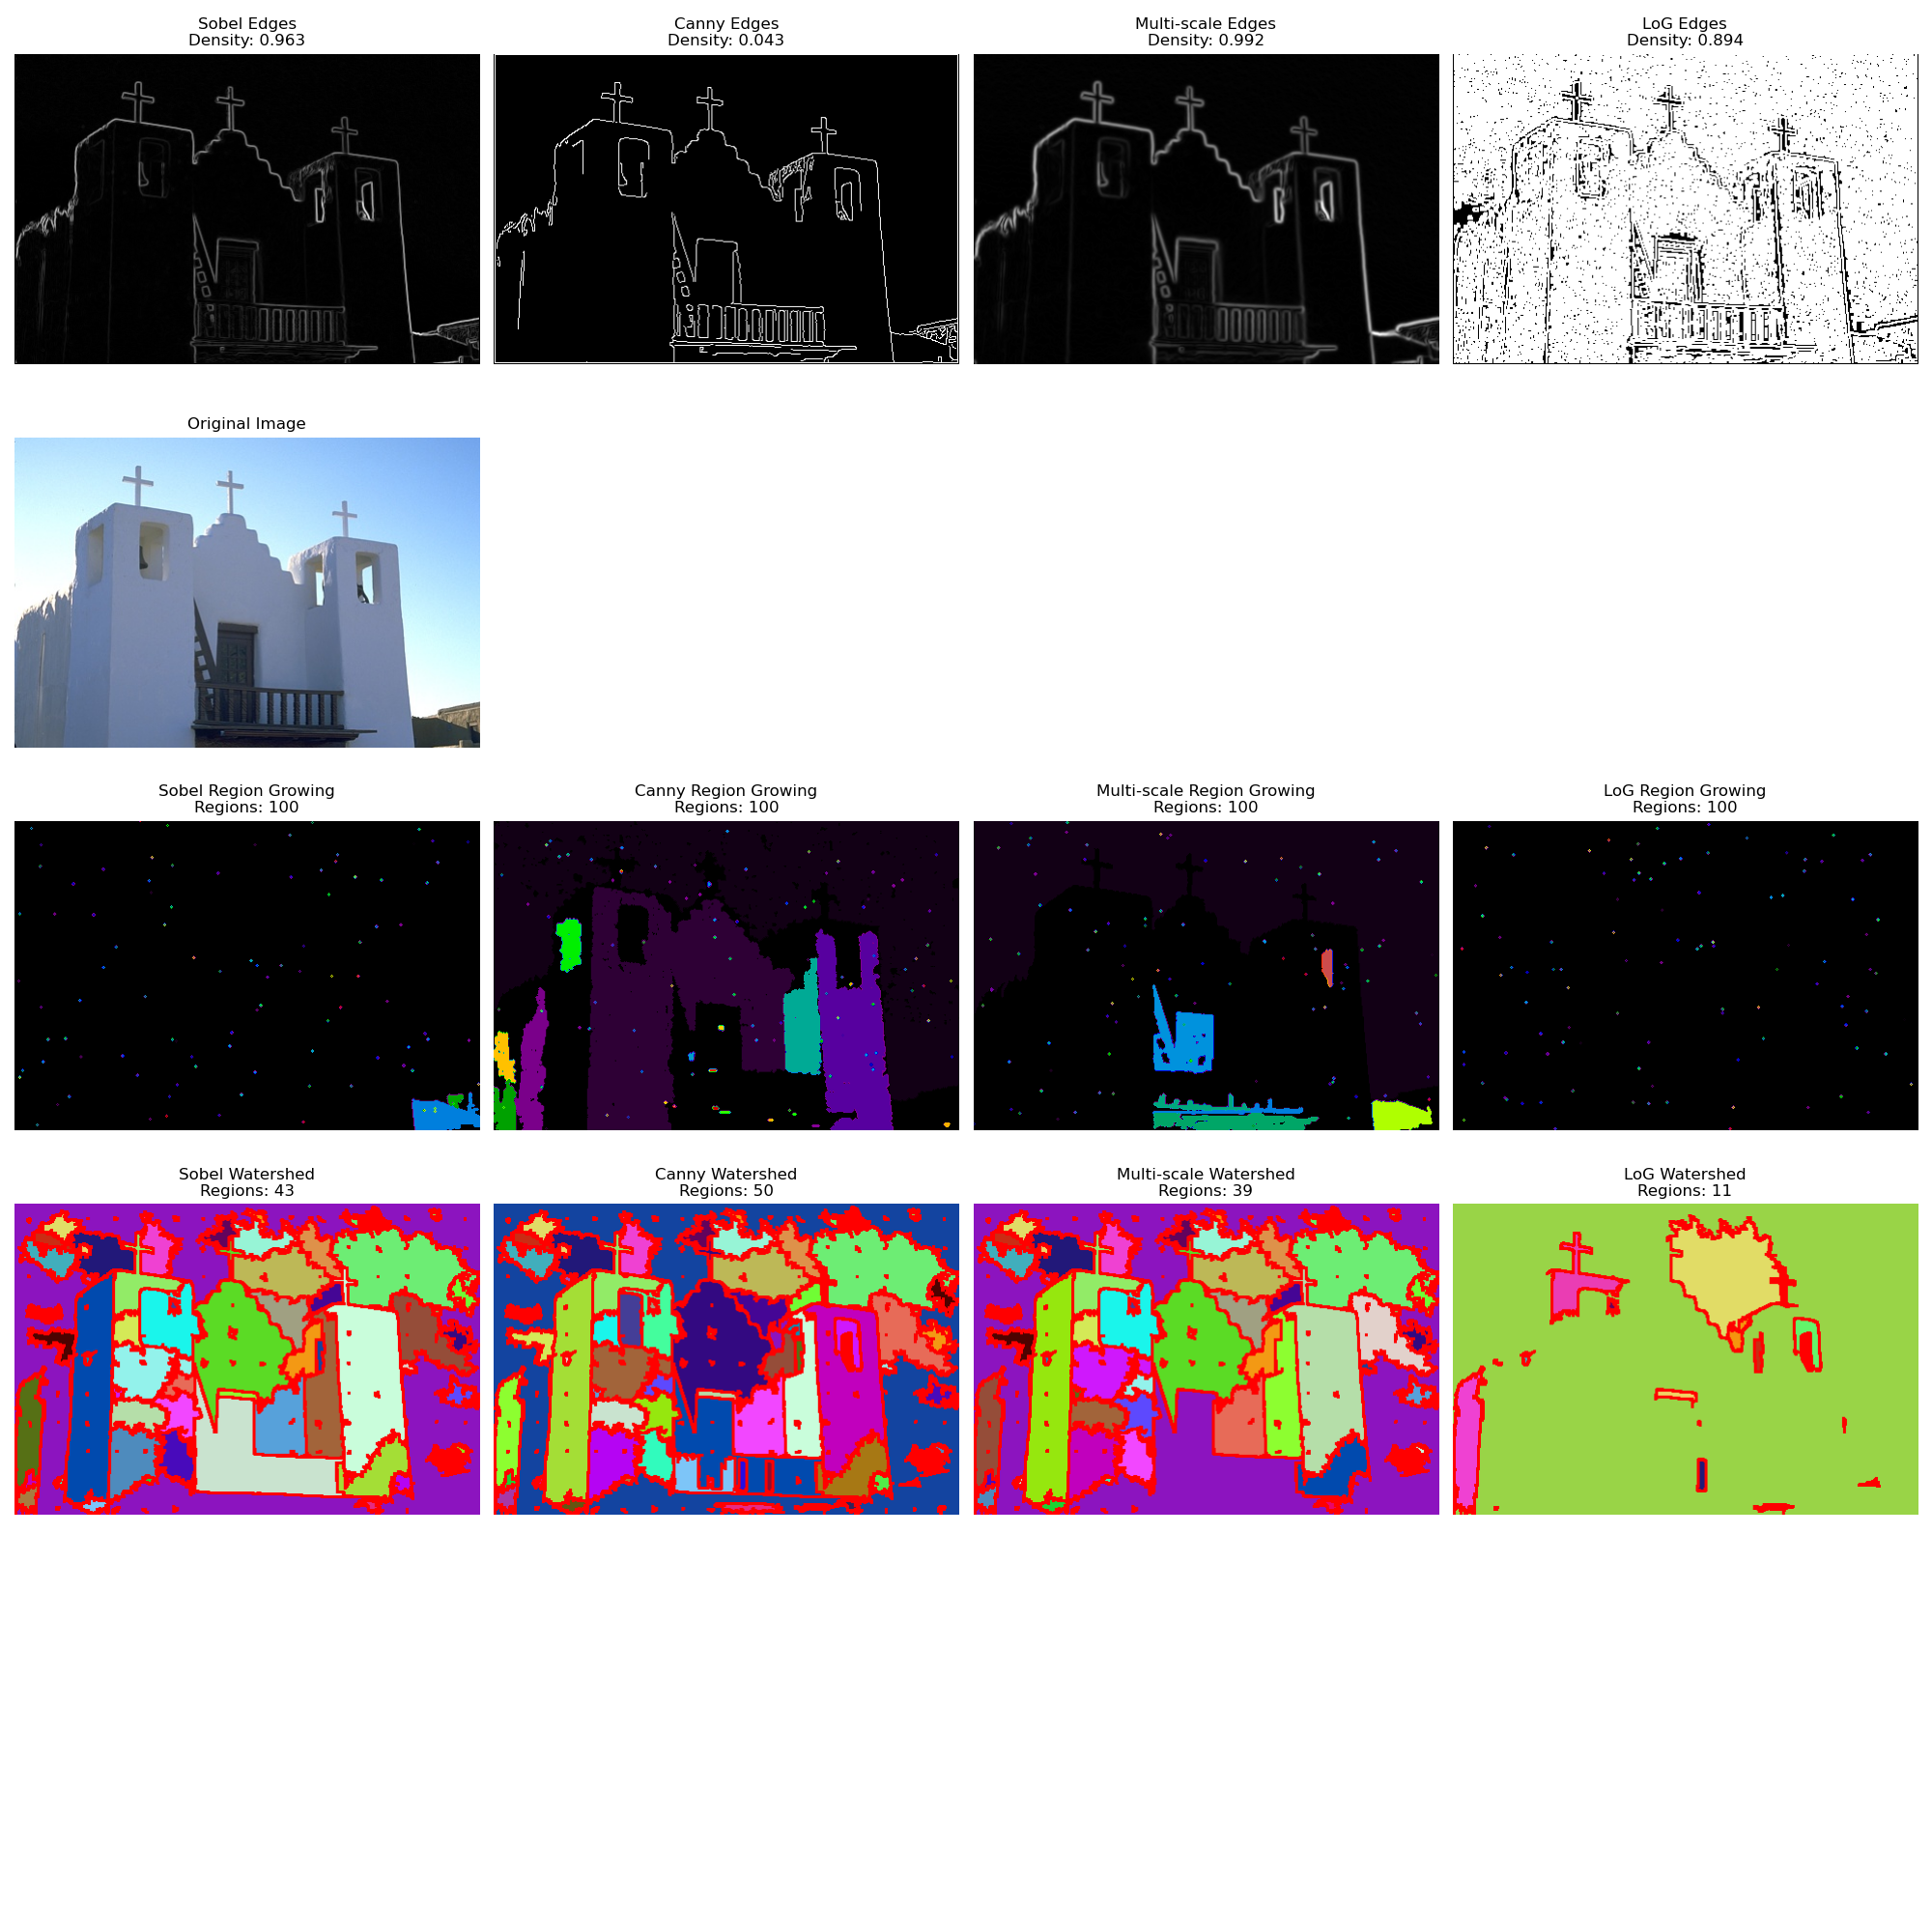 Sobel Edges
Density: 0.963
Canny Edges
Density: 0.043
Multi-scale Edges
Density: 0.992
LoG Edges
Density: 0.894
Original Image
Sobel Region Growing
Regions: 100
Canny Region Growing
Regions: 100
Multi-scale Region Growing
Regions: 100
LoG Region Growing
Regions: 100
Sobel Watershed
Regions: 43
Canny Watershed
Regions: 50
Multi-scale Watershed
Regions: 39
LoG Watershed
Regions: 11